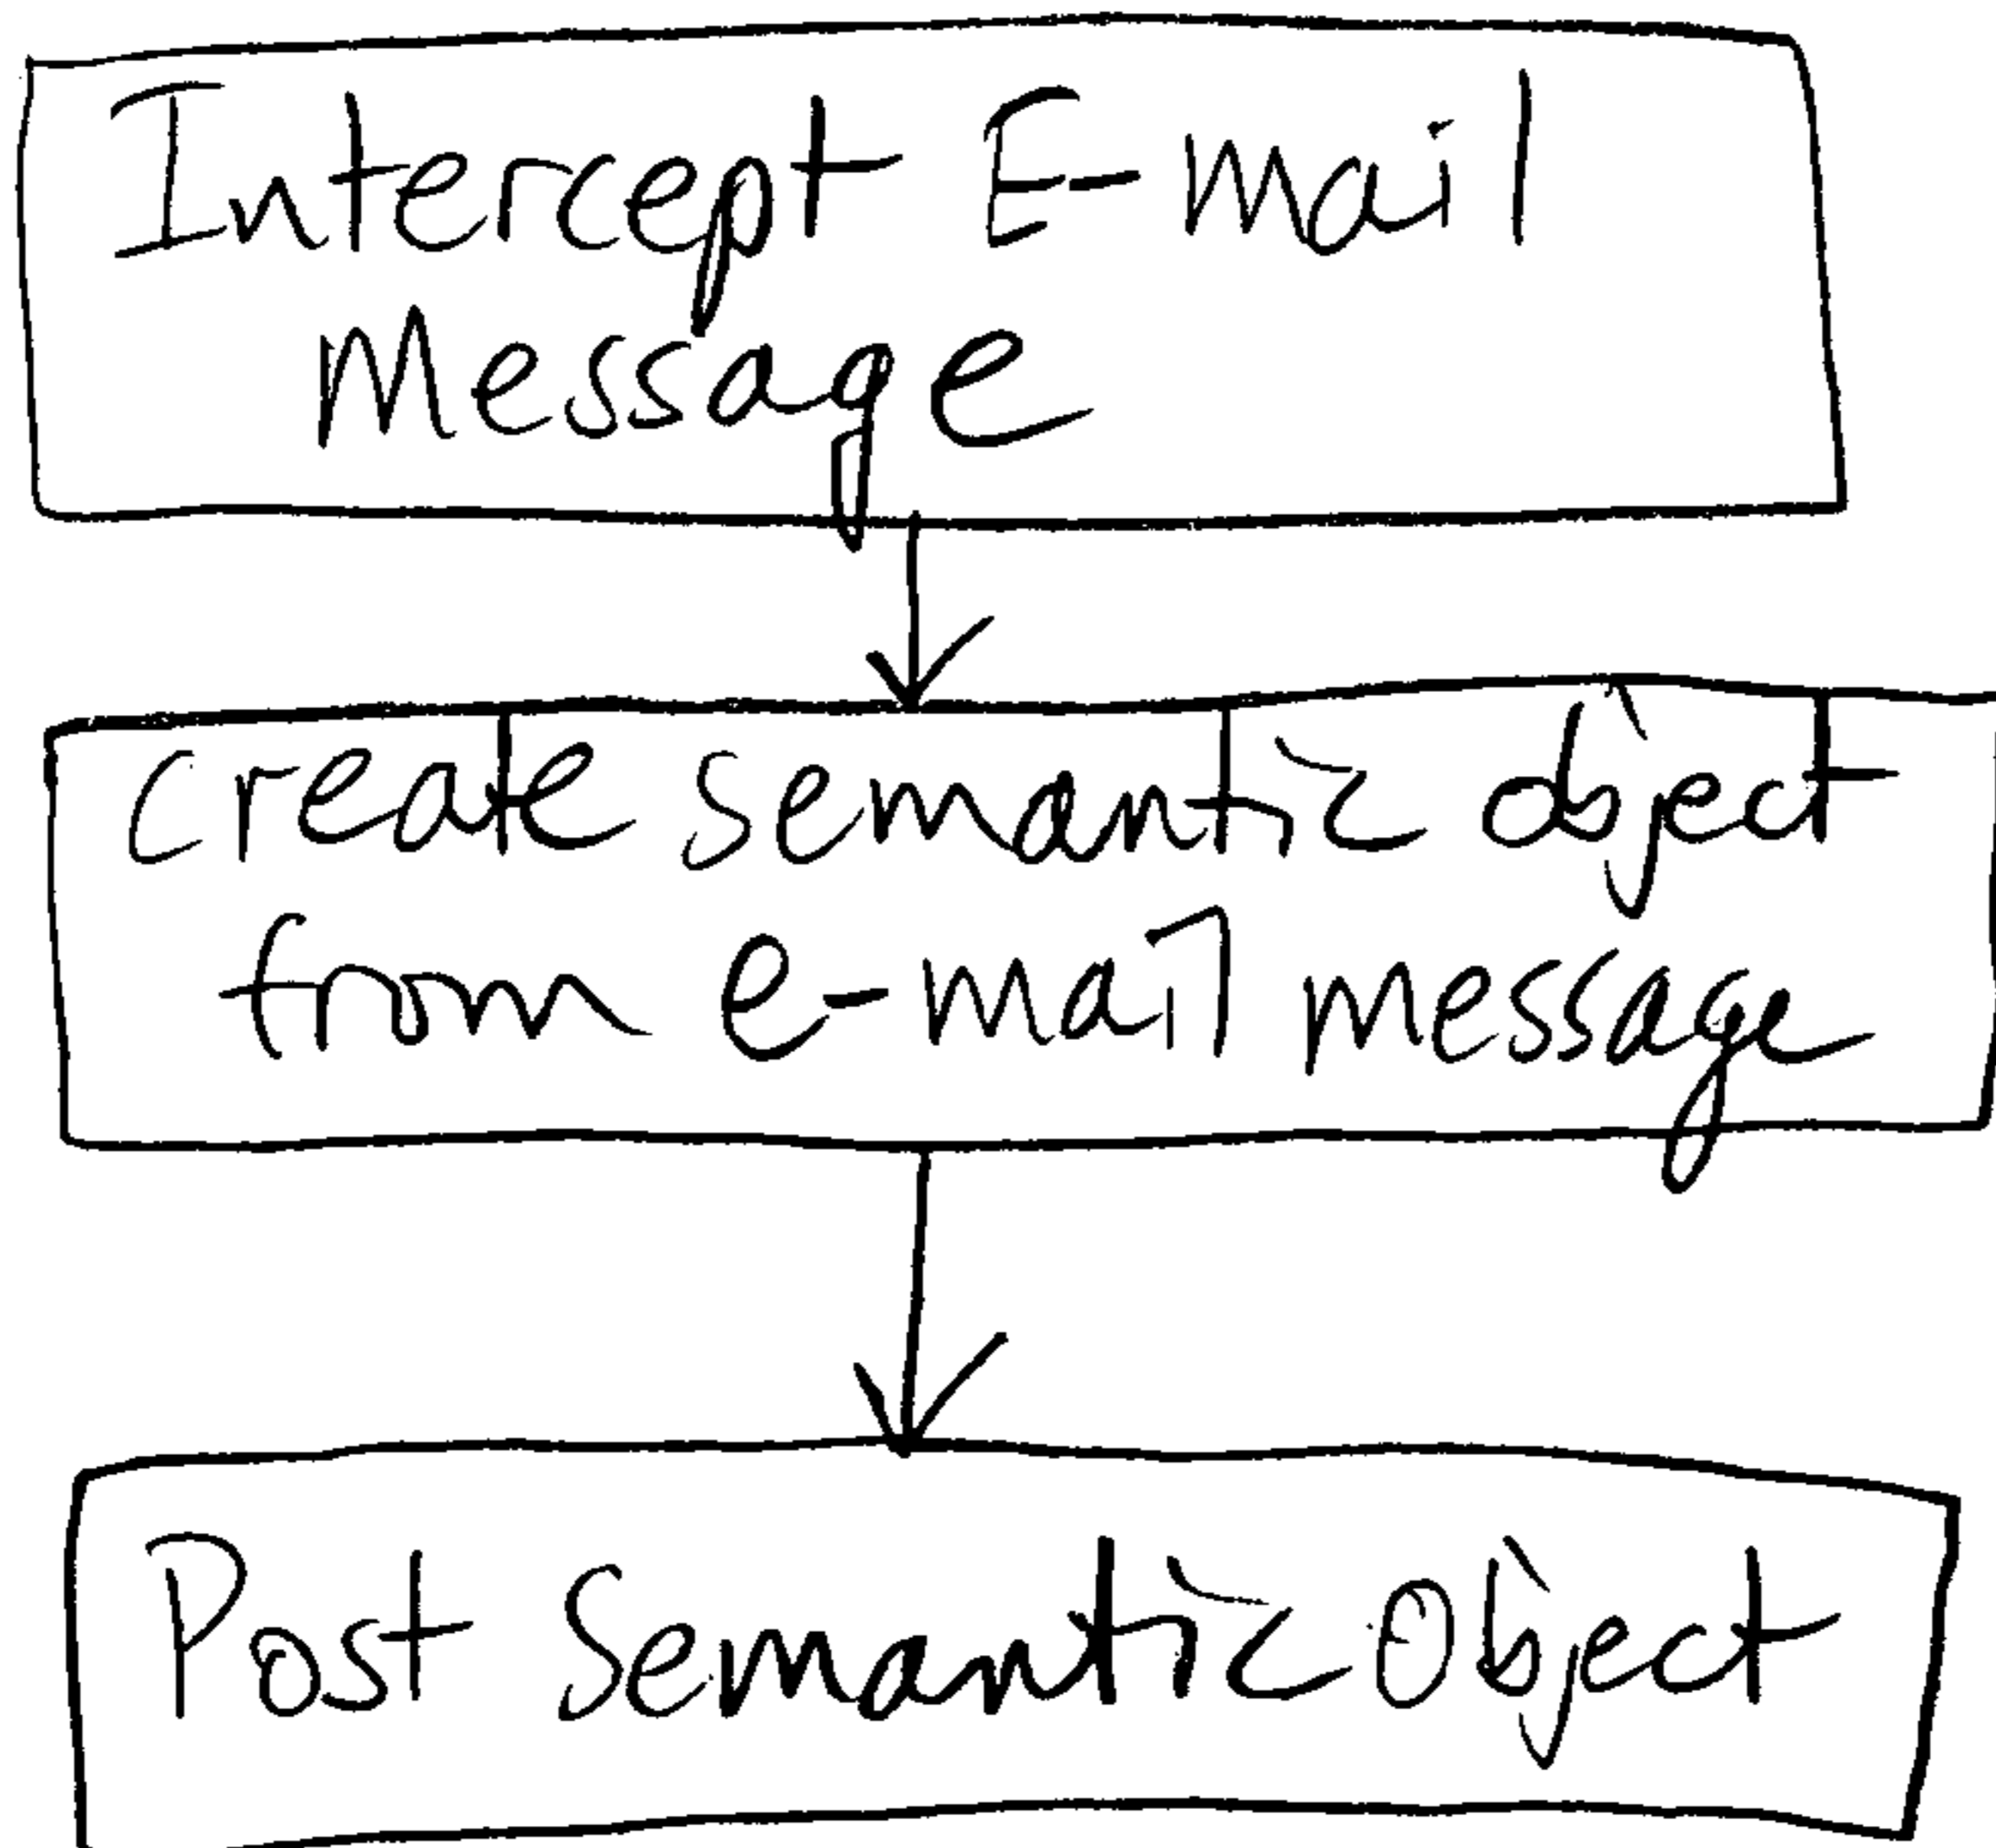 Intercept E-mail
Message
Create semantic object
from e-mail message
Post Semantic Object